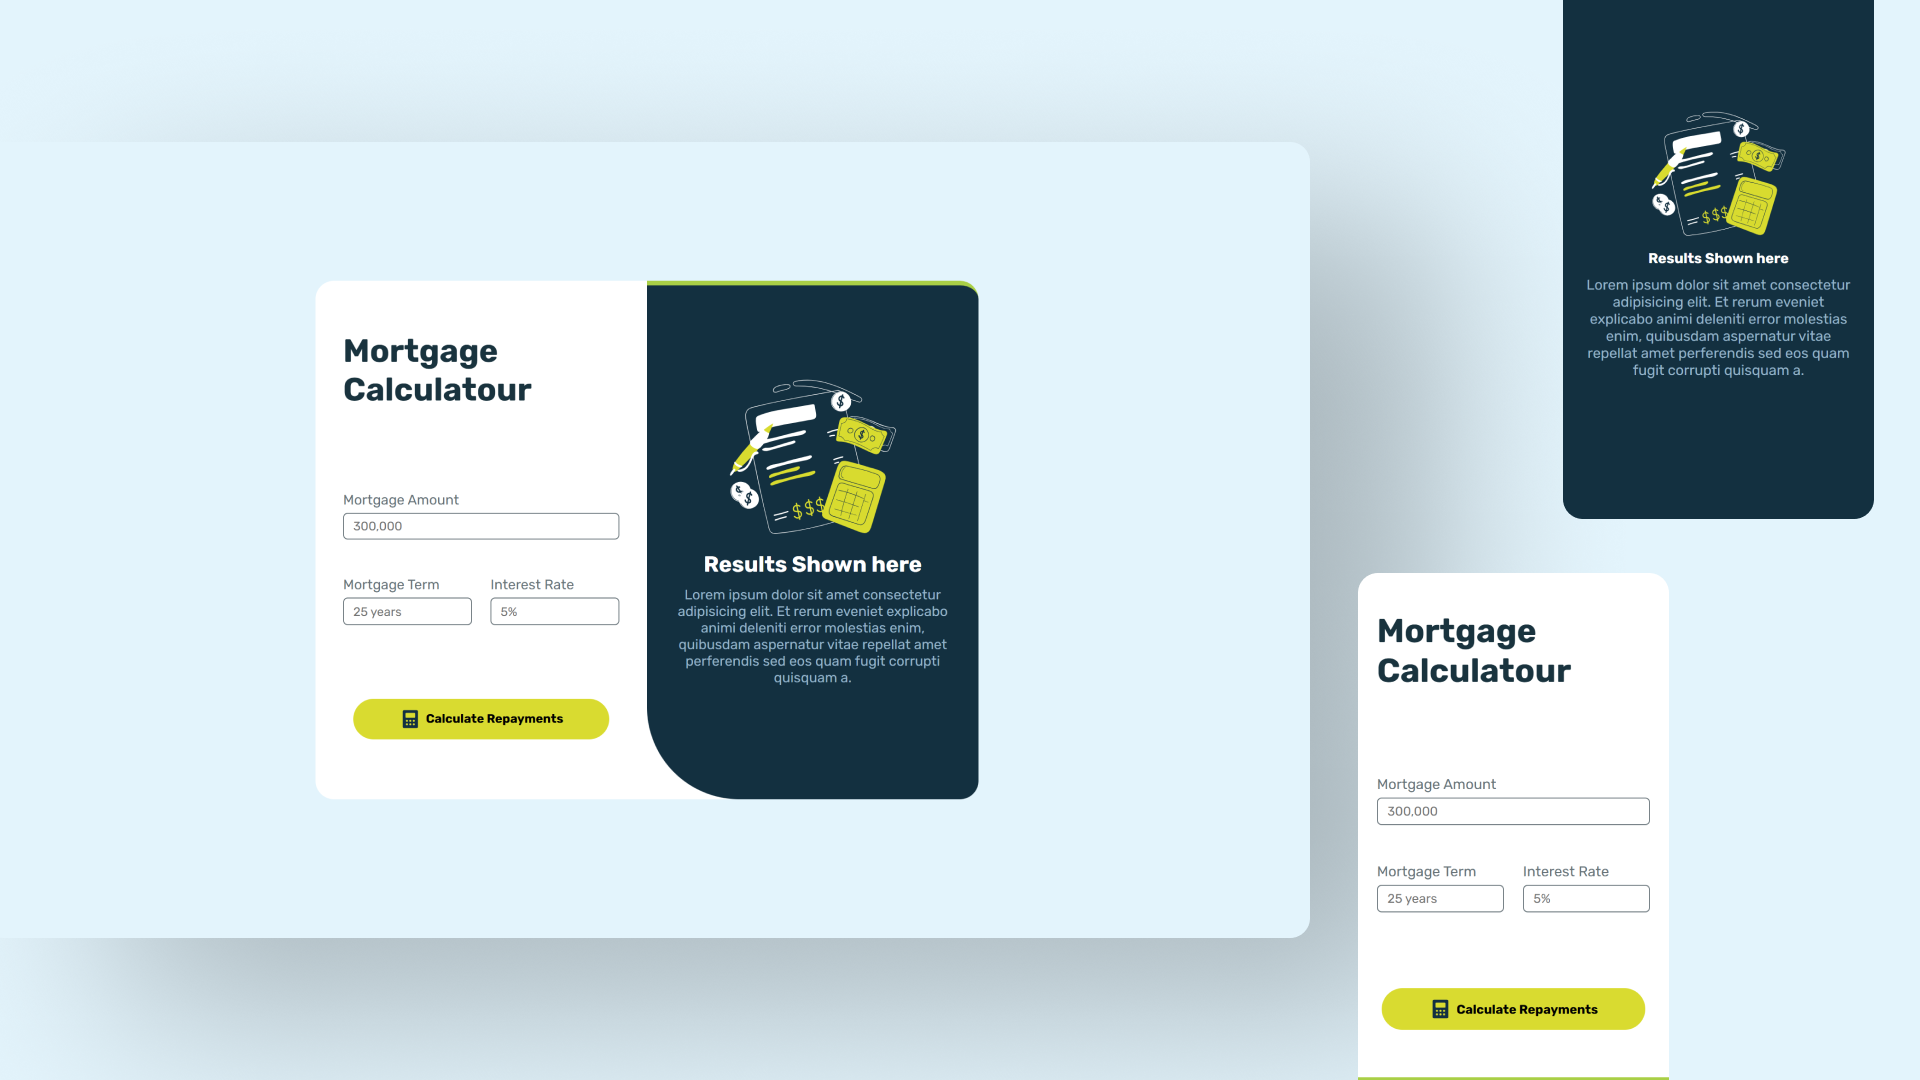 Mortgage
Calculatour
Mortgage Amount
300,000
Mortgage Term Interest Rate
25 years 5%
Calculate Repayments
$
$
$
$
$$$
Results Shown here
Lorem ipsum dolor sit amet consectetur
adipisicing elit. Et rerum eveniet explicabo
animi deleniti error molestias enim,
quibusdam aspernatur vitae repellat amet
perferendis sed eos quam fugit corrupti
quisquam a.
$
$
$
$
$$$
Results Shown here
Lorem ipsum dolor sit amet consectetur
adipisicing elit. Et rerum eveniet
explicabo animi deleniti error molestias
enim, quibusdam aspernatur vitae
repellat amet perferendis sed eos quam
fugit corrupti quisquam a.
Mortgage
Calculatour
Mortgage Amount
300,000
Mortgage Term Interest Rate
25 years 5%
Calculate Repayments